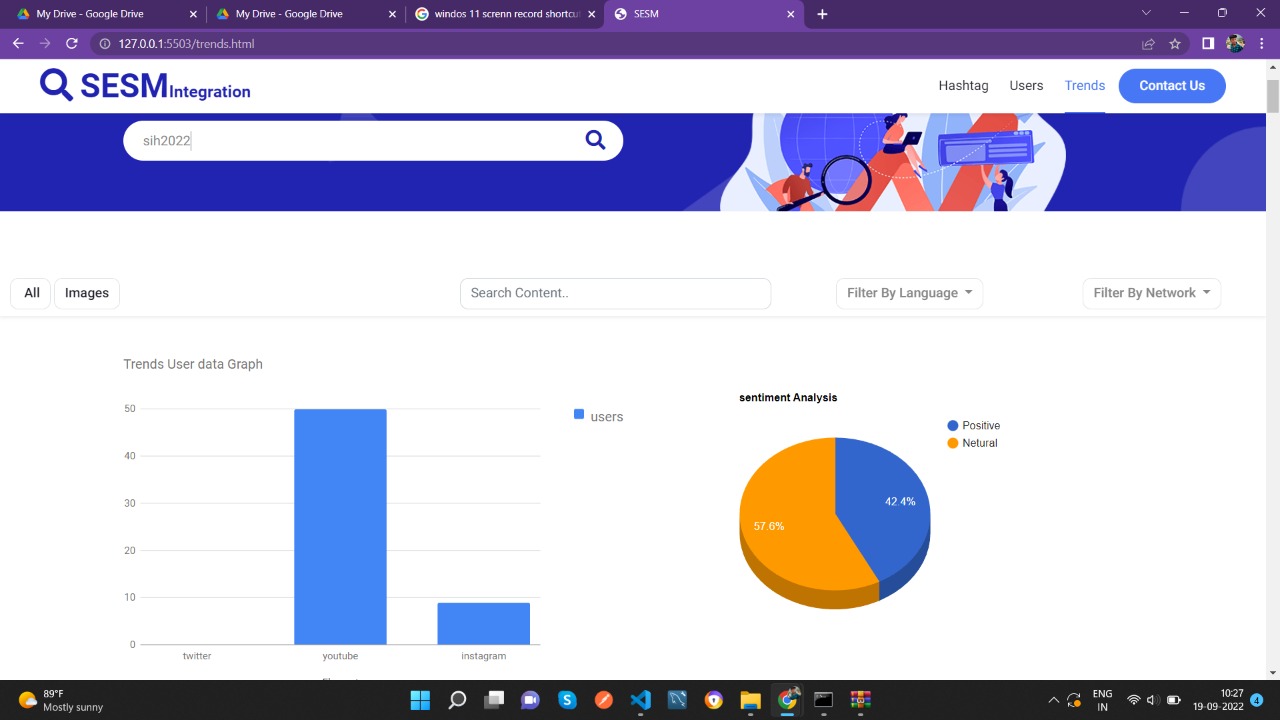 My Drive - Google Drive
My Drive - Google Drive
windos 11 screnn record shortcut
SESM
127.0.0.1:5503/trends.html
SESM Integration
Hashtag
Users
Trends
Contact Us
sih2022
All
Images
Search Content..
Filter By Language
Filter By Network
Trends User data Graph
50
40
30
20
10
0
twitter
youtube
instagram
users
sentiment Analysis
Positive
Netural
42.4%
57.6%
89°F
Mostly sunny
ENG
IN
10:27
19-09-2022
4